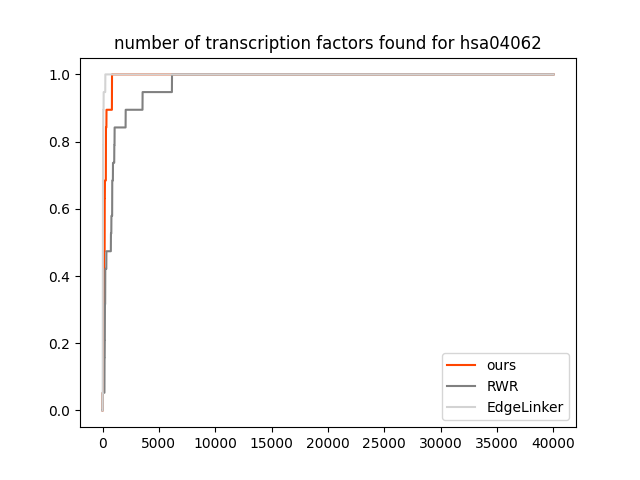 number of transcription factors found for hsa04062
1.0
0.8
0.6
0.4
0.2
0.0
ours
RWR
EdgeLinker
0 5000 10000 15000 20000 25000 30000 35000 40000